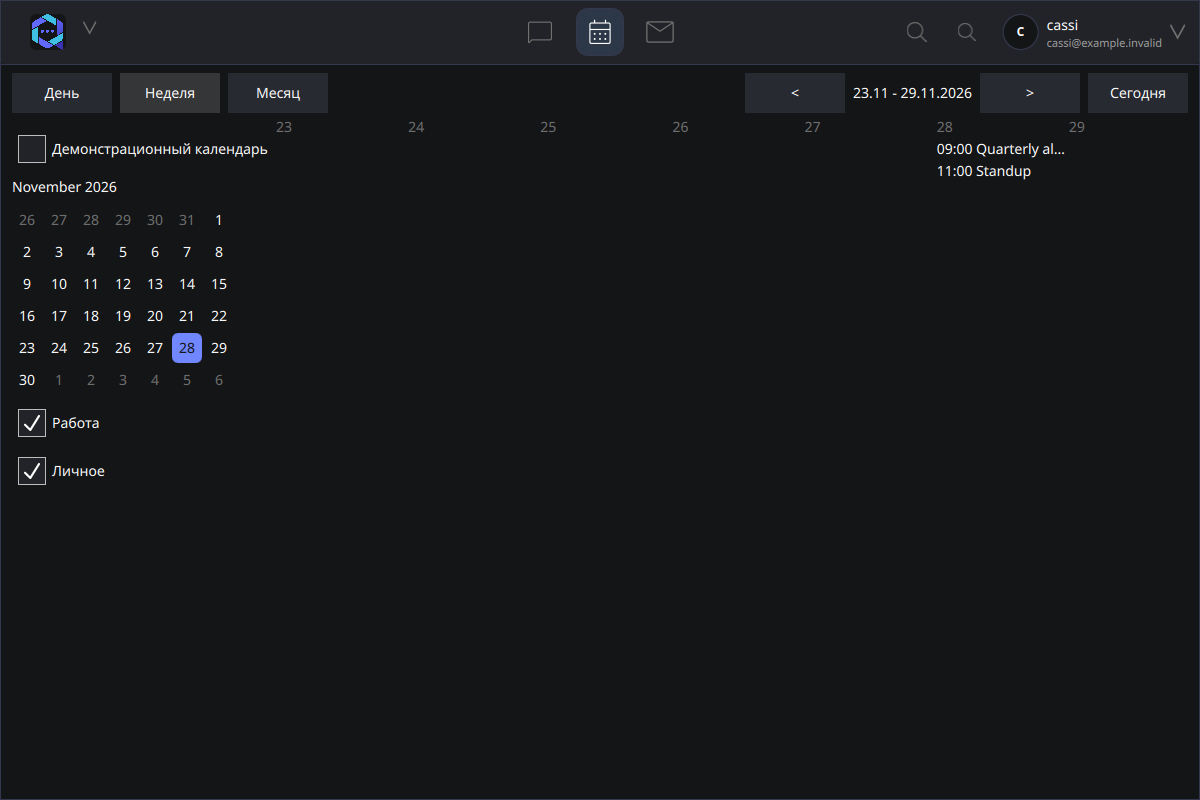 C
cassi
cassi@example.invalid
День
Неделя
Месяц
<
23.11 - 29.11.2026
>
Сегодня
23 24 25 26 27 28 29
Демонстрационный календарь
09:00 Quarterly al...
11:00 Standup
November 2026
26 27 28 29 30 31 1
2 3 4 5 6 7 8
9 10 11 12 13 14 15
16 17 18 19 20 21 22
23 24 25 26 27 28 29
30 1 2 3 4 5 6
Работа
Личное